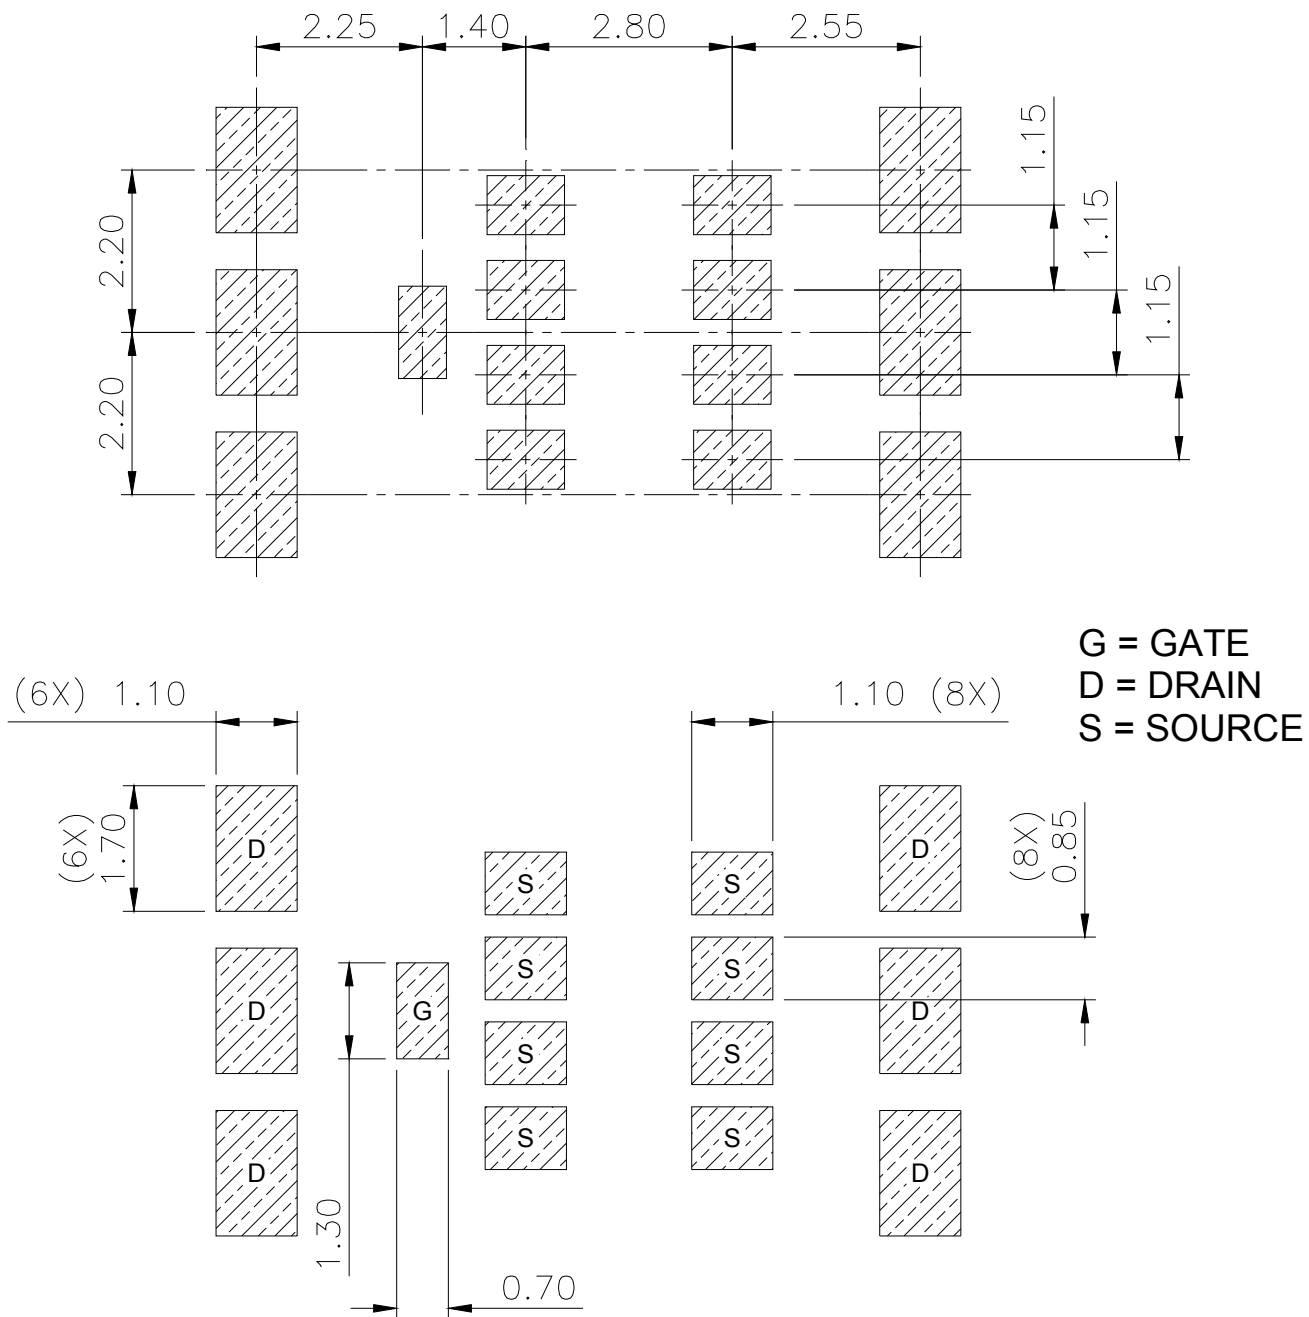 2.25 1.40 2.80 2.55
1.15
1.15
1.15
2.20
2.20
G = GATE
D = DRAIN
S = SOURCE
(6X) 1.10
1.10 (8X)
(6X)
1.70
(8X)
0.85
D
D
S
S
S
S
D
G
D
S
S
S
S
D
D
1.30
0.70